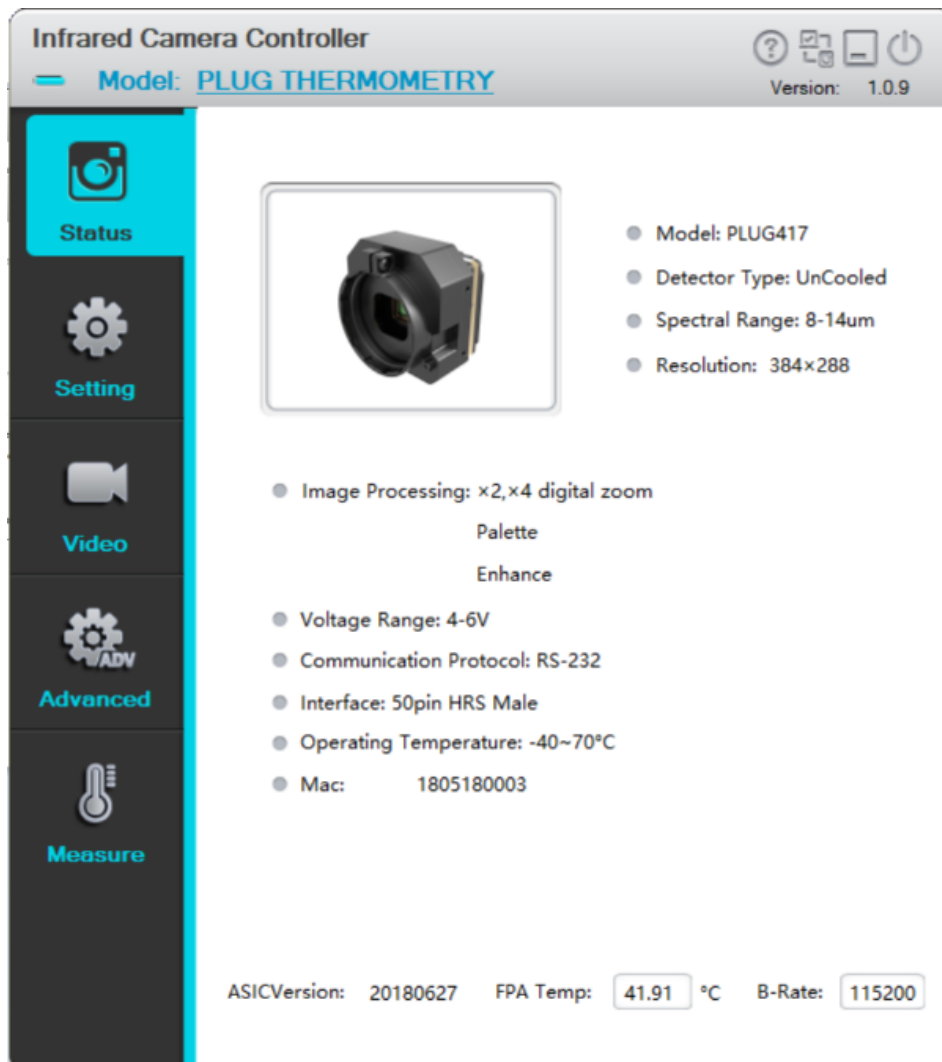 Infrared Camera Controller
Model: PLUG THERMOMETRY
Version: 1.0.9
Status
Setting
Video
ADV
Advanced
Measure
Model: PLUG417
Detector Type: UnCooled
Spectral Range: 8-14um
Resolution: 384×288
Image Processing: ×2,×4 digital zoom
Palette
Enhance
Voltage Range: 4-6V
Communication Protocol: RS-232
Interface: 50pin HRS Male
Operating Temperature: -40~70°C
Mac: 1805180003
ASICVersion: 20180627 FPA Temp: 41.91 °C B-Rate: 115200